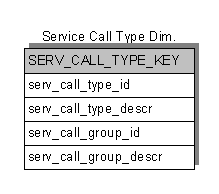 Service Call Type Dim.
SERV_CALL_TYPE_KEY
serv_call_type_id
serv_call_type_descr
serv_call_group_id
serv_call_group_descr